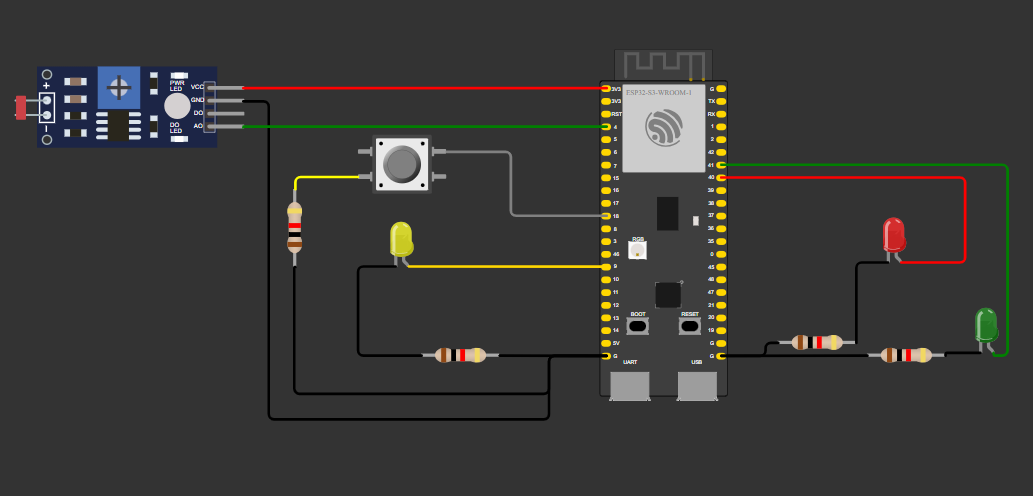 +
PWR
LED
DO
LED
VCC
GND
DO
AO
ESP32-S3-WROOM-1
3V3
3V3
RST
4
5
6
7
15
16
17
18
8
3
46
9
10
11
12
13
14
5V
G
G
TX
RX
1
2
42
41
40
39
38
37
36
35
0
45
48
47
21
20
19
G
G
RGB
BOOT
RESET
UART
USB